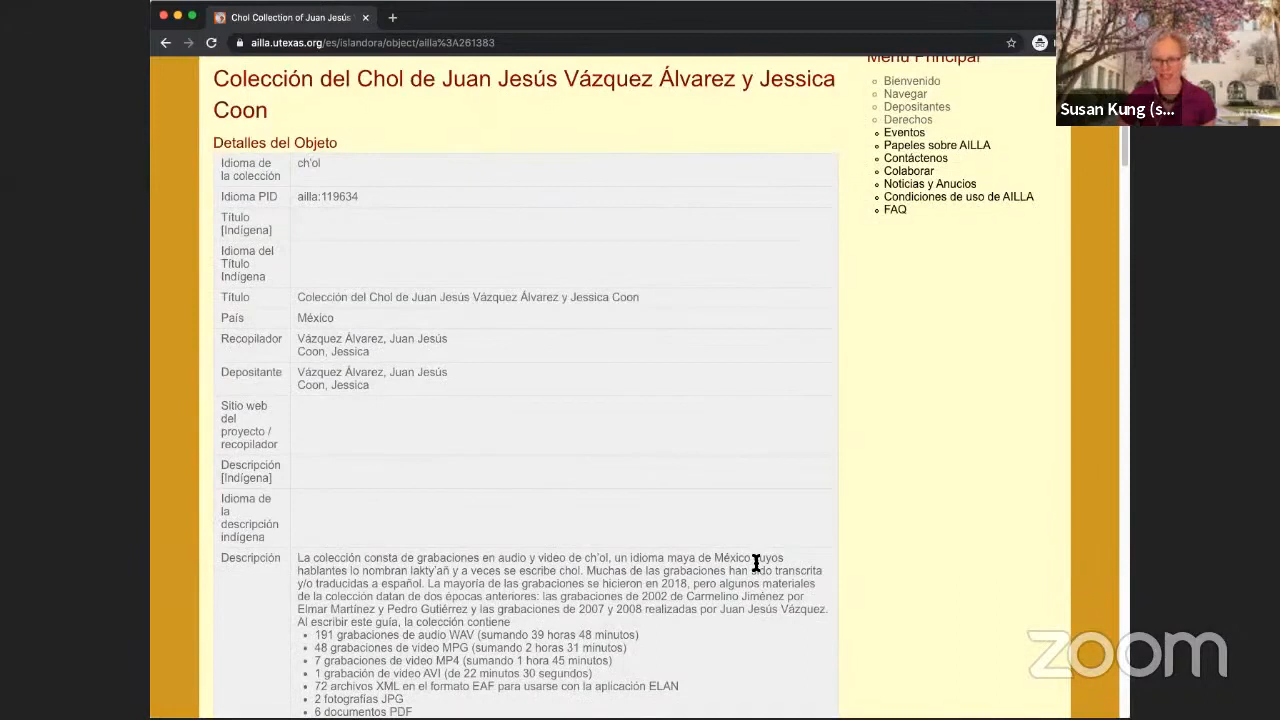 Chol Collection of Juan Jesús
ailla.utexas.org/es/islandora/object/ailla%3A261383
Colección del Chol de Juan Jesús Vázquez Álvarez y Jessica
Coon
Detalles del Objeto
Idioma de
la colección
ch'ol
Idioma PID
ailla:119634
Título
[Indígena]
Idioma del
Título
Indígena
Título
Colección del Chol de Juan Jesús Vázquez Álvarez y Jessica Coon
País
México
Recopilador
Vázquez Álvarez, Juan Jesús
Coon, Jessica
Depositante
Vázquez Álvarez, Juan Jesús
Coon, Jessica
Sitio web
del
proyecto /
recopilador
Descripción
[Indígena]
Idioma de
la
descripción
indígena
Descripción
La colección consta de grabaciones en audio y video de ch'ol, un idioma maya de México cuyos
hablantes lo nombran lakty'añ y a veces se escribe chol. Muchas de las grabaciones han sido transcrita
y/o traducidas a español. La mayoría de las grabaciones se hicieron en 2018, pero algunos materiales
de la colección datan de dos épocas anteriores: las grabaciones de 2002 de Carmelino Jiménez por
Elmar Martínez y Pedro Gutiérrez y las grabaciones de 2007 y 2008 realizadas por Juan Jesús Vázquez.
Al escribir este guía, la colección contiene
191 grabaciones de audio WAV (sumando 39 horas 48 minutos)
48 grabaciones de video MPG (sumando 2 horas 31 minutos)
7 grabaciones de video MP4 (sumando 1 hora 45 minutos)
1 grabación de video AVI (de 22 minutos 30 segundos)
72 archivos XML en el formato EAF para usarse con la aplicación ELAN
2 fotografías JPG
6 documentos PDF
Menú Principal
Bienvenido
Navegar
Depositantes
Derechos
Eventos
Papeles sobre AILLA
Contáctenos
Colaborar
Noticias y Anucios
Condiciones de uso de AILLA
FAQ
Susan Kung (s...
zoom